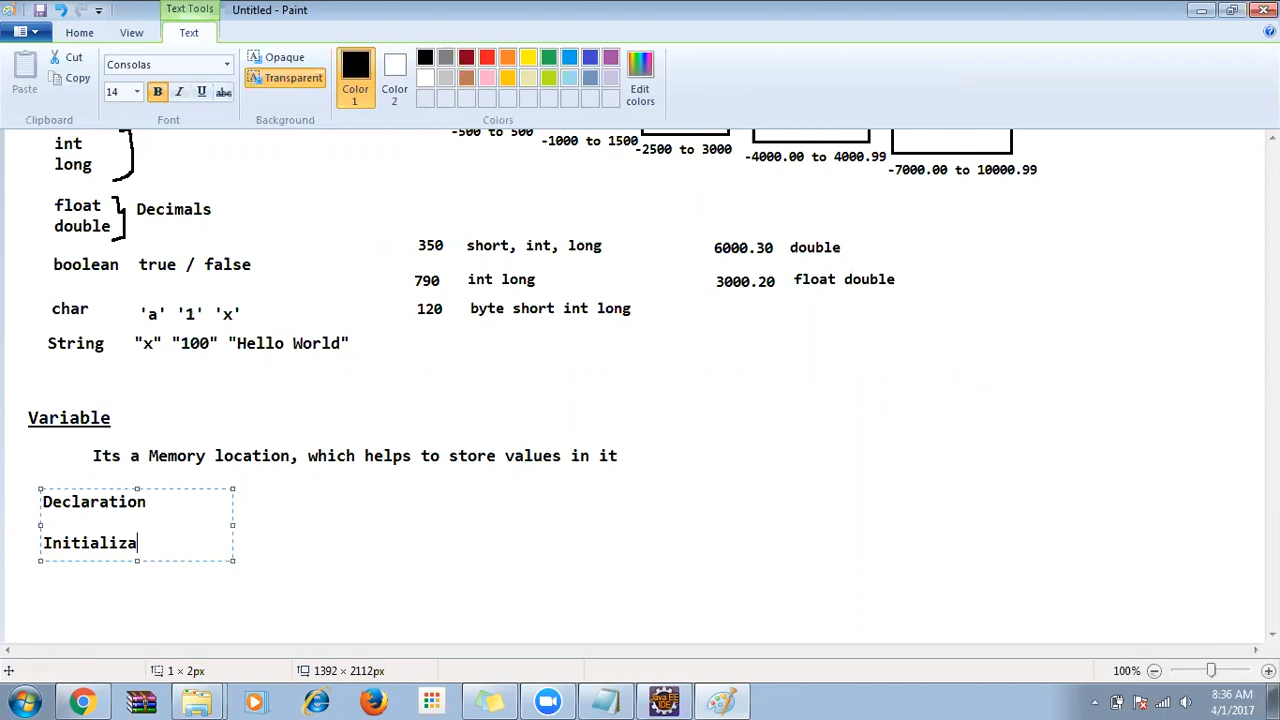 Text Tools
Untitled - Paint
Home
View
Text
Paste
Cut
Copy
Clipboard
Consolas
14
B
I
U
abc
Font
Opaque
Transparent
Background
Color 1
Color 2
Edit colors
Colors
int
long
float
double
Decimals
boolean true / false
char 'a' '1' 'x'
String "x" "100" "Hello World"
-500 to 500
-1000 to 1500
-2500 to 3000
-4000.00 to 4000.99
-7000.00 to 10000.99
350 short, int, long
790 int long
120 byte short int long
6000.30 double
3000.20 float double
Variable
Its a Memory location, which helps to store values in it
Declaration
Initializa
1 × 2px
1392 × 2112px
100%
Java EE
IDE
8:36 AM
4/1/2017